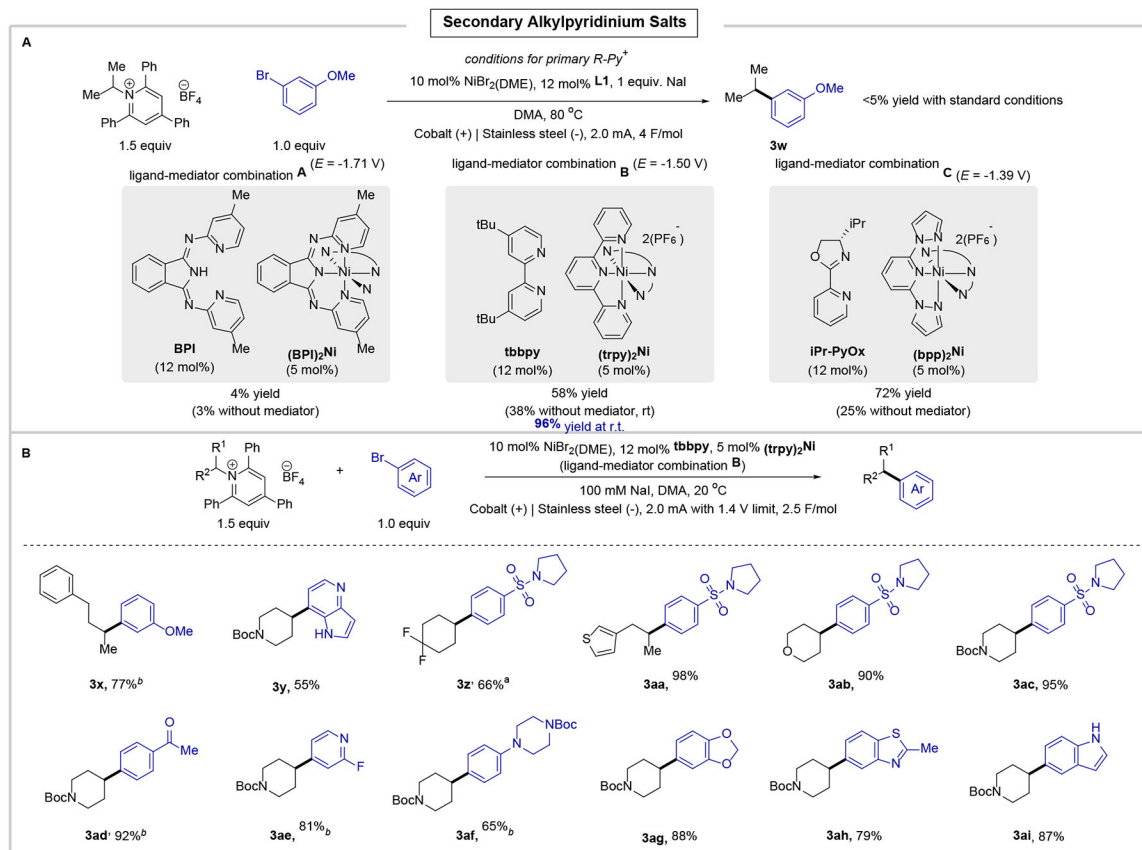 Secondary Alkylpyridinium Salts
A
conditions for primary R-Py+
10 mol% NiBr2(DME), 12 mol% L1, 1 equiv. NaI
DMA, 80 oC
Cobalt (+) | Stainless steel (-), 2.0 mA, 4 F/mol
Me
Me
N
+
Ph
Ph
Ph
⊖
BF4
Br
OMe
Me
Me
OMe
<5% yield with standard conditions
1.5 equiv
1.0 equiv
3w
ligand-mediator combination A (E = -1.71 V)
ligand-mediator combination B (E = -1.50 V)
ligand-mediator combination C (E = -1.39 V)
Me
N
N
NH
N
N
Me
Me
N
N
N
N
Ni
N
N
N
N
Me
tBu
N
N
tBu
N
N
N
N
Ni
N
N
2(PF6)-
iPr
O
N
N
N
N
N
N
N
N
Ni
N
N
2(PF6)-
BPI
(12 mol%)
(BPI)2Ni
(5 mol%)
tbbpy
(12 mol%)
(trpy)2Ni
(5 mol%)
iPr-PyOx
(12 mol%)
(bpp)2Ni
(5 mol%)
4% yield
(3% without mediator)
58% yield
(38% without mediator, rt)
96% yield at r.t.
72% yield
(25% without mediator)
B
R1
R2
N
+
Ph
Ph
Ph
⊖
BF4
+
Br
Ar
10 mol% NiBr2(DME), 12 mol% tbbpy, 5 mol% (trpy)2Ni
(ligand-mediator combination B)
100 mM NaI, DMA, 20 oC
Cobalt (+) | Stainless steel (-), 2.0 mA with 1.4 V limit, 2.5 F/mol
R1
R2
Ar
1.5 equiv
1.0 equiv
Me
OMe
3x, 77%b
BocN
N
HN
3y, 55%
F
F
O
S
O
N
3z, 66%a
S
Me
O
S
O
N
3aa, 98%
O
O
S
O
N
3ab, 90%
BocN
O
S
O
N
3ac, 95%
BocN
O
Me
3ad, 92%b
BocN
N
F
3ae, 81%b
BocN
N
NBoc
3af, 65%b
BocN
O
O
3ag, 88%
BocN
S
N
Me
3ah, 79%
BocN
H
N
3ai, 87%